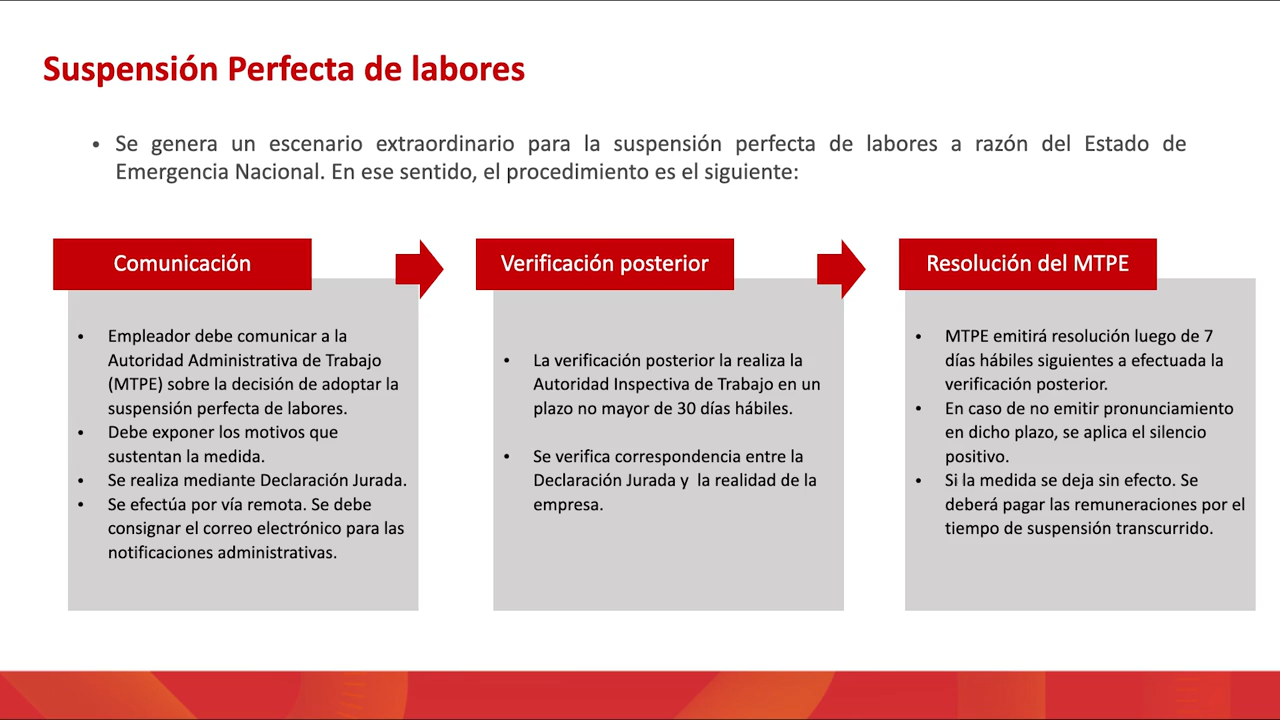 Suspensión Perfecta de labores
• Se genera un escenario extraordinario para la suspensión perfecta de labores a razón del Estado de
Emergencia Nacional. En ese sentido, el procedimiento es el siguiente:
Comunicación
• Empleador debe comunicar a la
Autoridad Administrativa de Trabajo
(MTPE) sobre la decisión de adoptar la
suspensión perfecta de labores.
• Debe exponer los motivos que
sustentan la medida.
• Se realiza mediante Declaración Jurada.
• Se efectúa por vía remota. Se debe
consignar el correo electrónico para las
notificaciones administrativas.
Verificación posterior
• La verificación posterior la realiza la
Autoridad Inspectiva de Trabajo en un
plazo no mayor de 30 días hábiles.
• Se verifica correspondencia entre la
Declaración Jurada y la realidad de la
empresa.
Resolución del MTPE
• MTPE emitirá resolución luego de 7
días hábiles siguientes a efectuada la
verificación posterior.
• En caso de no emitir pronunciamiento
en dicho plazo, se aplica el silencio
positivo.
• Si la medida se deja sin efecto. Se
deberá pagar las remuneraciones por el
tiempo de suspensión transcurrido.